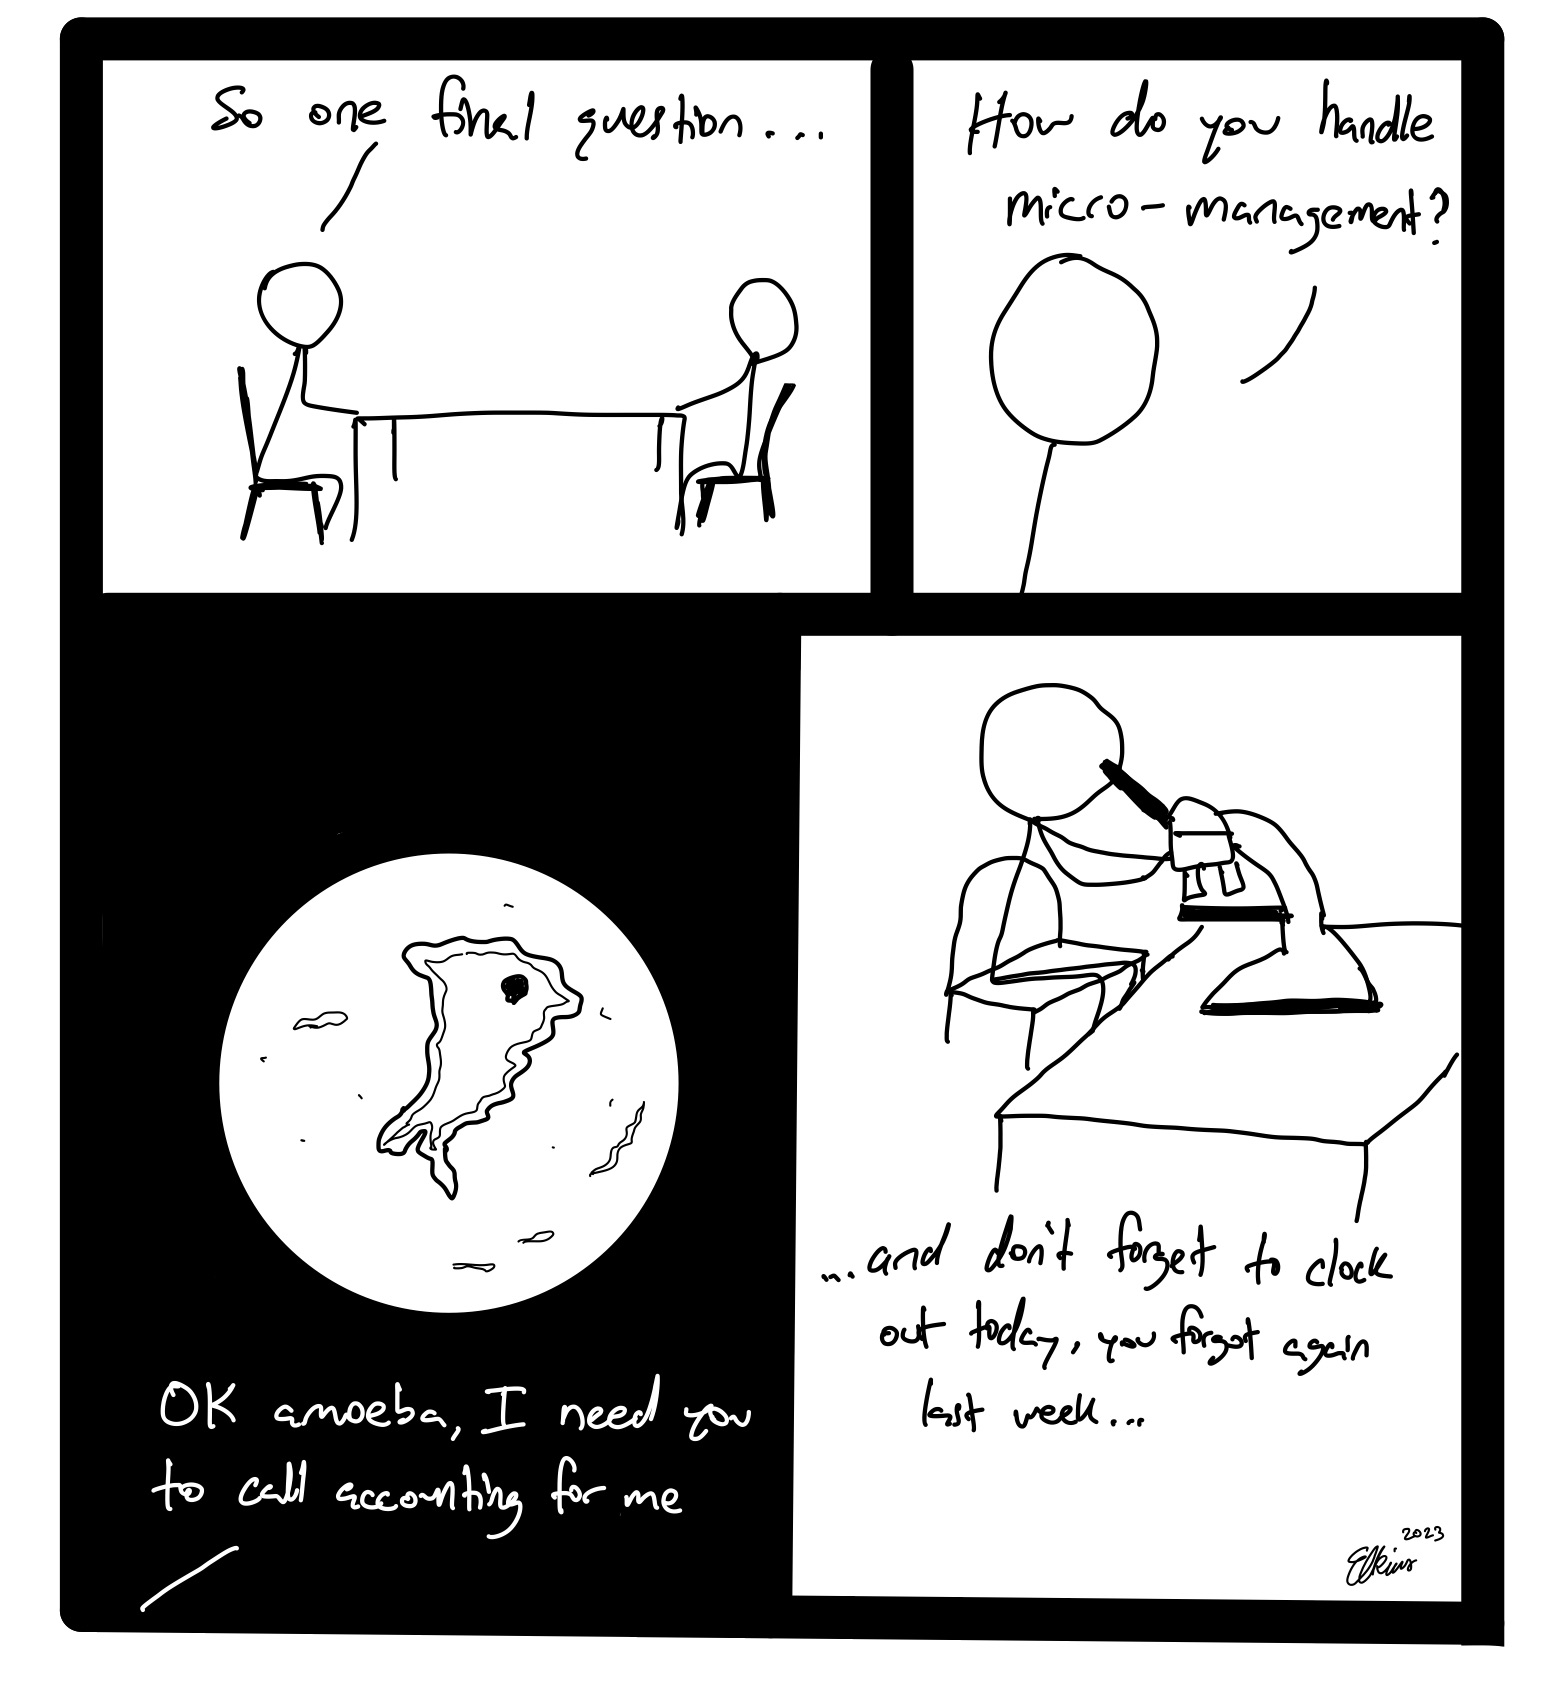 So one final question....
How do you handle
micro-management?
OK amoeba, I need you
to call accounting for me
...and don't forget to clock
out today, you forgot again
last week...
2023
Elkins